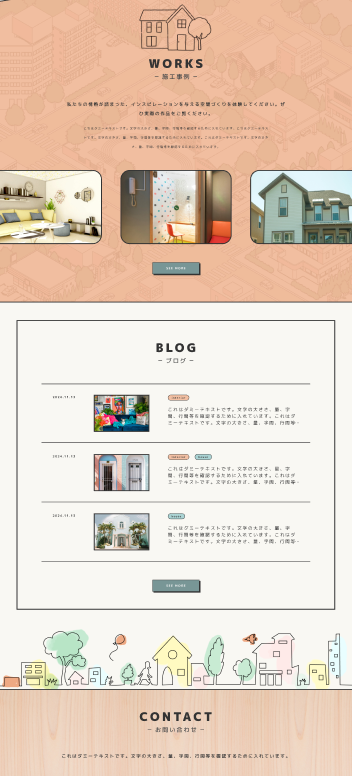 WORKS
– 施工事例 –
私たちの情熱が詰まった、インスピレーションを与える空間づくりを体験してください。ぜ
ひ素敵の作品をご覧ください。
SEE MORE
BLOG
– ブログ –
2024.11.13
これはダミーテキストです。文字の大きさ、量、字
間、行間等を確認するために入れています。これはダ
ミーテキストです。文字の大きさ、量、字間、行間等…
2024.11.13
これはダミーテキストです。文字の大きさ、量、字
間、行間等を確認するために入れています。これはダ
ミーテキストです。文字の大きさ、量、字間、行間等…
2024.11.13
これはダミーテキストです。文字の大きさ、量、字
間、行間等を確認するために入れています。これはダ
ミーテキストです。文字の大きさ、量、字間、行間等…
SEE MORE
CONTACT
– お問い合わせ –
これはダミーテキストです。文字の大きさ、量、字間、行間等を確認するために入れています。